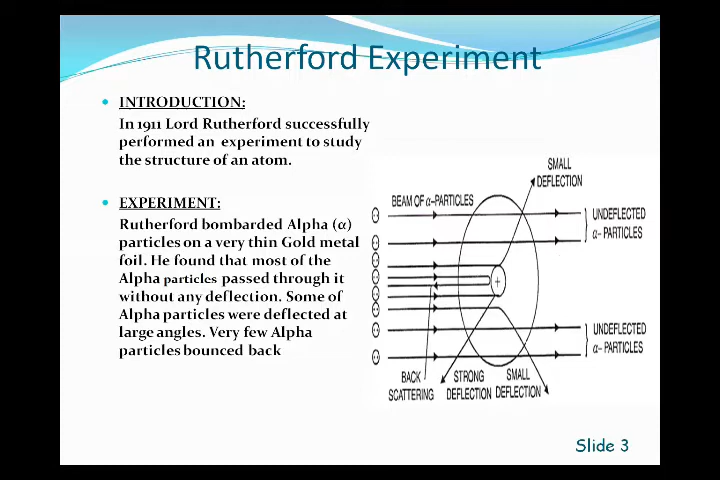 Rutherford Experiment
INTRODUCTION:
In 1911 Lord Rutherford successfully
performed an experiment to study
the structure of an atom.
EXPERIMENT:
Rutherford bombarded Alpha (α)
particles on a very thin Gold metal
foil. He found that most of the
Alpha particles passed through it
without any deflection. Some of
Alpha particles were deflected at
large angles. Very few Alpha
particles bounced back
SMALL
DEFLECTION
BEAM OF α-PARTICLES
UNDEFLECTED
α- PARTICLES
+
UNDEFLECTED
α- PARTICLES
BACK
SCATTERING
STRONG
DEFLECTION
SMALL
DEFLECTION
Slide 3